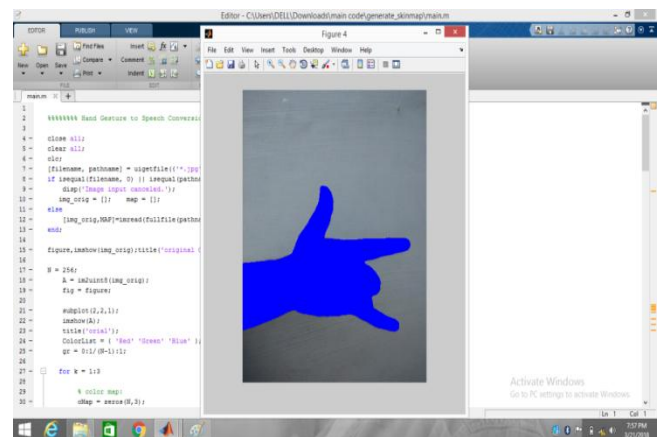 Editor - C:\Users\DELL\Downloads\main code\generate_skinmap\main.m
Figure 4
EDITOR PUBLISH VIEW
File Edit View Insert Tools Desktop Window Help
New Open Save
Find Files
Compare
Print
Insert
Comment
Indent
FILE EDIT
main.m
1
2 %%%%%%%% Hand Gesture to Speech Conversi
3
4 - close all;
5 - clear all;
6 - clc;
7 - [filename, pathname] = uigetfile(('*.jpg'
8 - if isequal(filename, 0) || isequal(pathn
9 - disp('Image input canceled.');
10 - img_orig = []; map = [];
11 - else
12 - [img_orig,MAP]=imread(fullfile(pathn
13 - end;
14
15 - figure,imshow(img_orig);title('original
16
17 - N = 256;
18 - A = im2uint8(img_orig);
19 - fig = figure;
20
21 - subplot(2,2,1);
22 - imshow(A);
23 - title('orial');
24 - ColorList = { 'Red' 'Green' 'Blue' };
25 - gr = 0:1/(N-1):1;
26
27 - for k = 1:3
28
29 % color map:
30 - cMap = zeros(N,3);
Activate Windows
Go to PC settings to activate Windows.
Ln 1 Col 1
7:57 PM